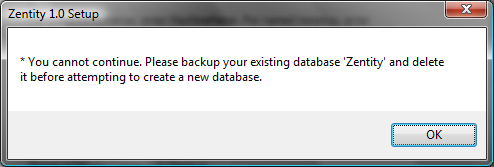 Zentity 1.0 Setup
* You cannot continue. Please backup your existing database 'Zentity' and delete
it before attempting to create a new database.
OK